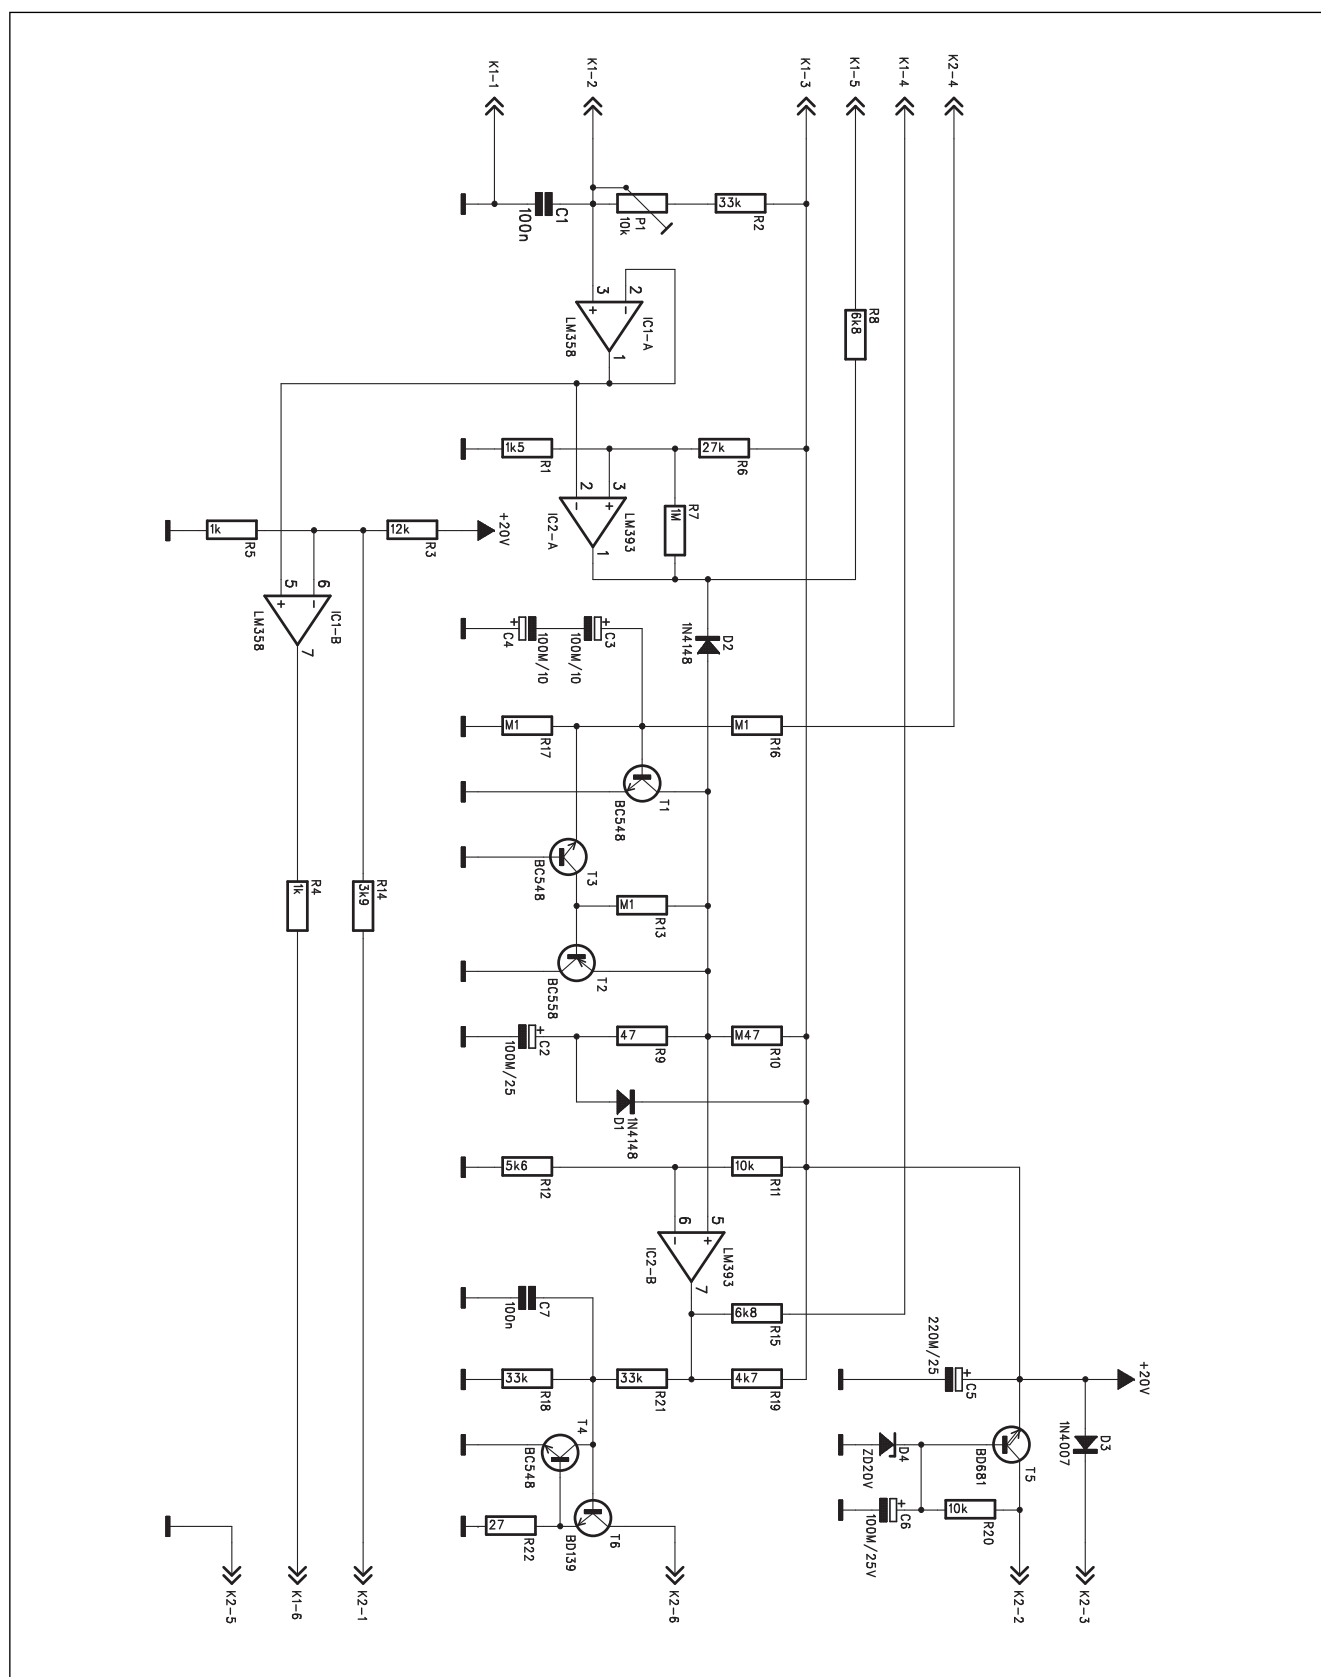 K1-1
K1-2
K1-3
K1-5
K1-4
K2-4
C1
100n
P1
10k
33k
R2
3
2
+
-
IC1-A
LM358
1
R8
6k8
1k5
R1
27k
R6
R7
1M
2
3
-
+
LM393
IC2-A
1
1k
R5
12k
R3
+20V
5
6
+
-
IC1-B
LM358
7
+
C4
100M/10
+
C3
100M/10
D2
1N4148
M1
R17
M1
R16
T1
BC548
T3
BC548
M1
R13
T2
BC558
R4
1k
R14
3k9
+
C2
100M/25
47
R9
M47
R10
D1
1N4148
5k6
R12
10k
R11
6
5
-
+
LM393
IC2-B
7
C7
100n
6k8
R15
33k
R18
33k
R21
4k7
R19
220M/25
+
C5
+20V
T4
BC548
D4
ZD20V
T5
BD681
D3
1N4007
27
R22
T6
BD139
+
C6
100M/25V
10k
R20
K2-5
K1-6
K2-1
K2-6
K2-2
K2-3